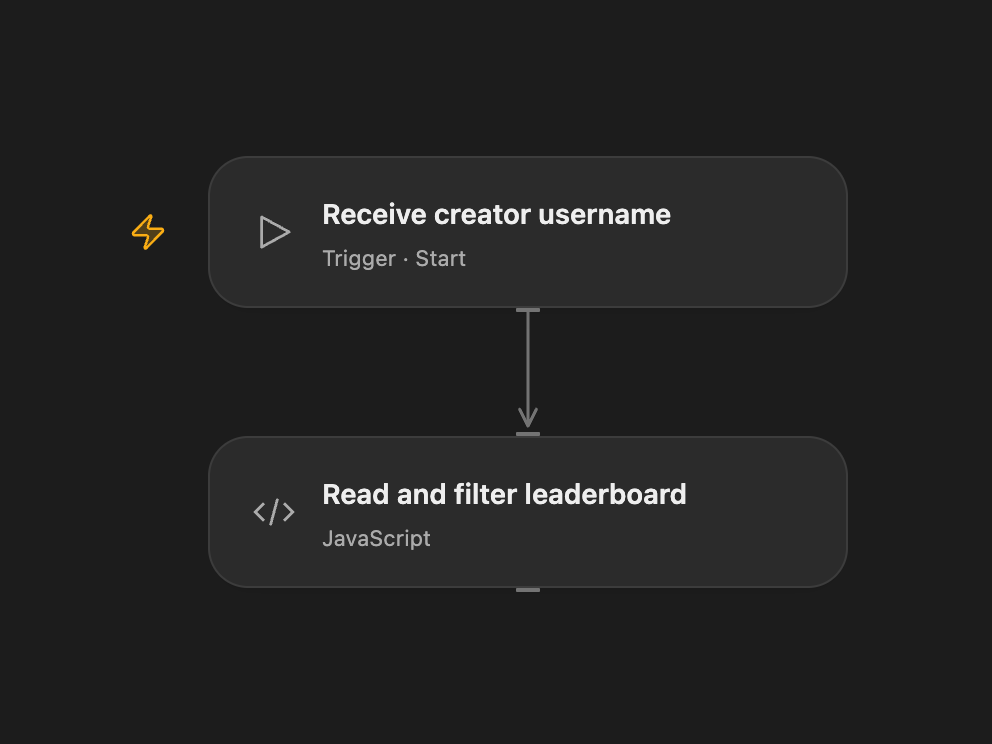 Receive creator username
Trigger · Start
Read and filter leaderboard
JavaScript